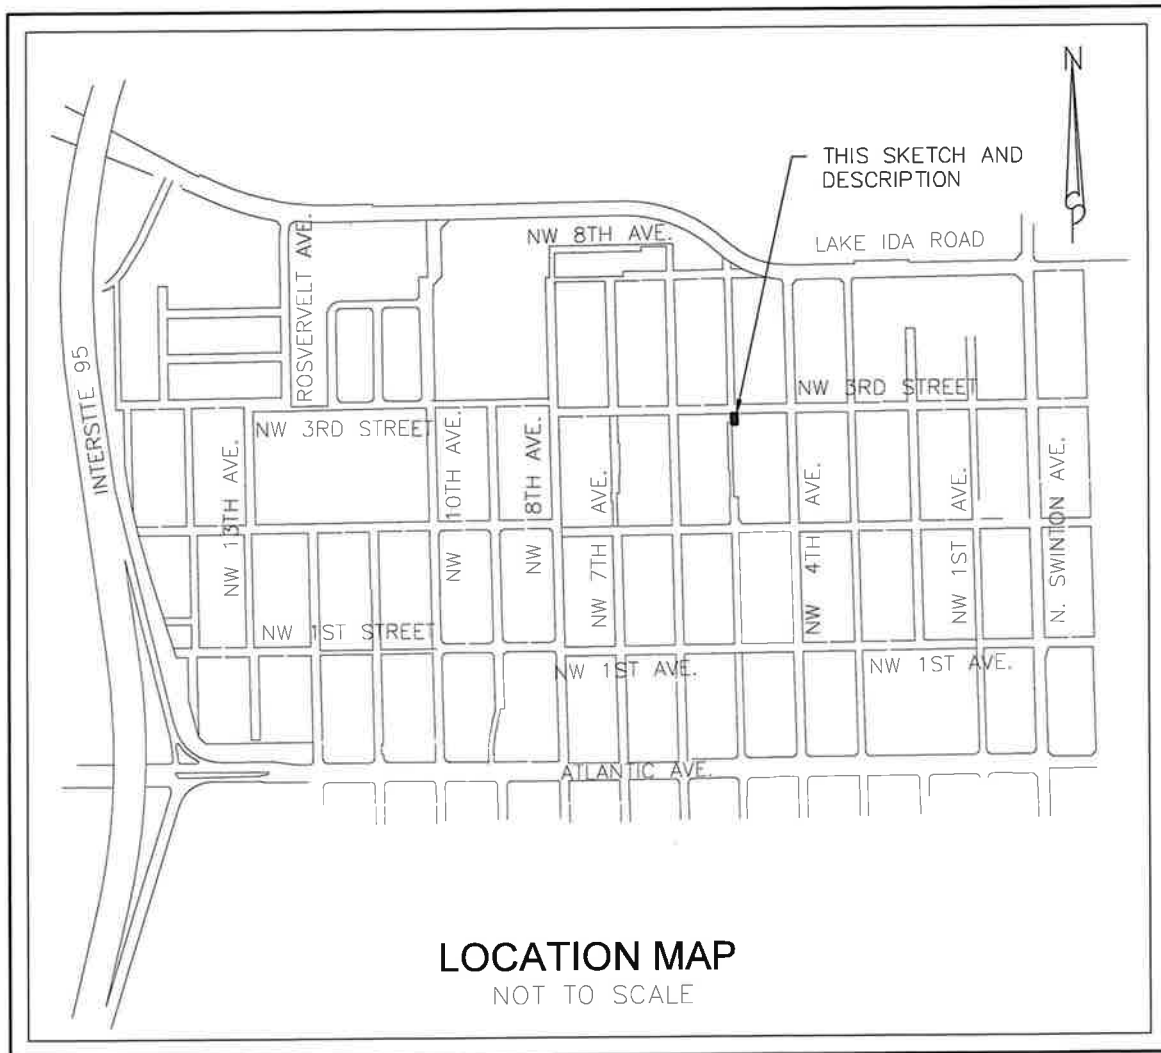 N
THIS SKETCH AND
DESCRIPTION
LAKE IDA ROAD
NW 8TH AVE.
ROSVERVELT AVE.
INTERSTTE 95
NW 3RD STREET
NW 3RD STREET
NW 13TH AVE.
NW 10TH AVE.
NW 8TH AVE.
NW 7TH AVE.
NW 4TH AVE.
NW 1ST AVE.
N. SWINTON AVE.
NW 1ST STREET
NW 1ST AVE.
NW 1ST AVE.
ATLANTIC AVE.
LOCATION MAP
NOT TO SCALE